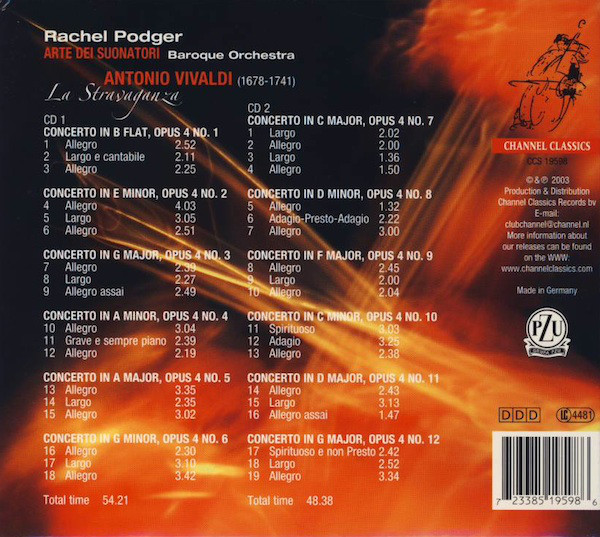 Rachel Podger
ARTE DEI SUONATORI Baroque Orchestra
ANTONIO VIVALDI (1678-1741)
La Stravaganza
CD 1
CONCERTO IN B FLAT, OPUS 4 NO. 1
1 Allegro 2.52
2 Largo e cantabile 2.11
3 Allegro 2.25
CONCERTO IN E MINOR, OPUS 4 NO. 2
4 Allegro 4.03
5 Largo 3.05
6 Allegro 2.51
CONCERTO IN G MAJOR, OPUS 4 NO. 3
7 Allegro 2.39
8 Largo 2.27
9 Allegro assai 2.49
CONCERTO IN A MINOR, OPUS 4 NO. 4
10 Allegro 3.04
11 Grave e sempre piano 2.39
12 Allegro 2.19
CONCERTO IN A MAJOR, OPUS 4 NO. 5
13 Allegro 3.35
14 Largo 2.35
15 Allegro 3.02
CONCERTO IN G MINOR, OPUS 4 NO. 6
16 Allegro 2.30
17 Largo 3.10
18 Allegro 3.42
Total time 54.21
CD 2
CONCERTO IN C MAJOR, OPUS 4 NO. 7
1 Largo 2.02
2 Allegro 2.00
3 Largo 1.36
4 Allegro 1.50
CONCERTO IN D MINOR, OPUS 4 NO. 8
5 Allegro 1.32
6 Adagio-Presto-Adagio 2.22
7 Allegro 3.00
CONCERTO IN F MAJOR, OPUS 4 NO. 9
8 Allegro 2.45
9 Largo 2.00
10 Allegro 2.04
CONCERTO IN C MINOR, OPUS 4 NO. 10
11 Spirituoso 3.03
12 Adagio 3.25
13 Allegro 2.38
CONCERTO IN D MAJOR, OPUS 4 NO. 11
14 Allegro 2.43
15 Largo 3.13
16 Allegro assai 1.47
CONCERTO IN G MAJOR, OPUS 4 NO. 12
17 Spirituoso e non Presto 2.42
18 Largo 2.52
19 Allegro 3.34
Total time 48.38
CHANNEL CLASSICS
CCS 19598
© & ℗ 2003
Production & Distribution
Channel Classics Records bv
E-mail:
clubchannel@channel.nl
More information about
our releases can be found
on the WWW:
www.channelclassics.com
Made in Germany
PZU
DDD
LC 4481
7 23385 19598 6